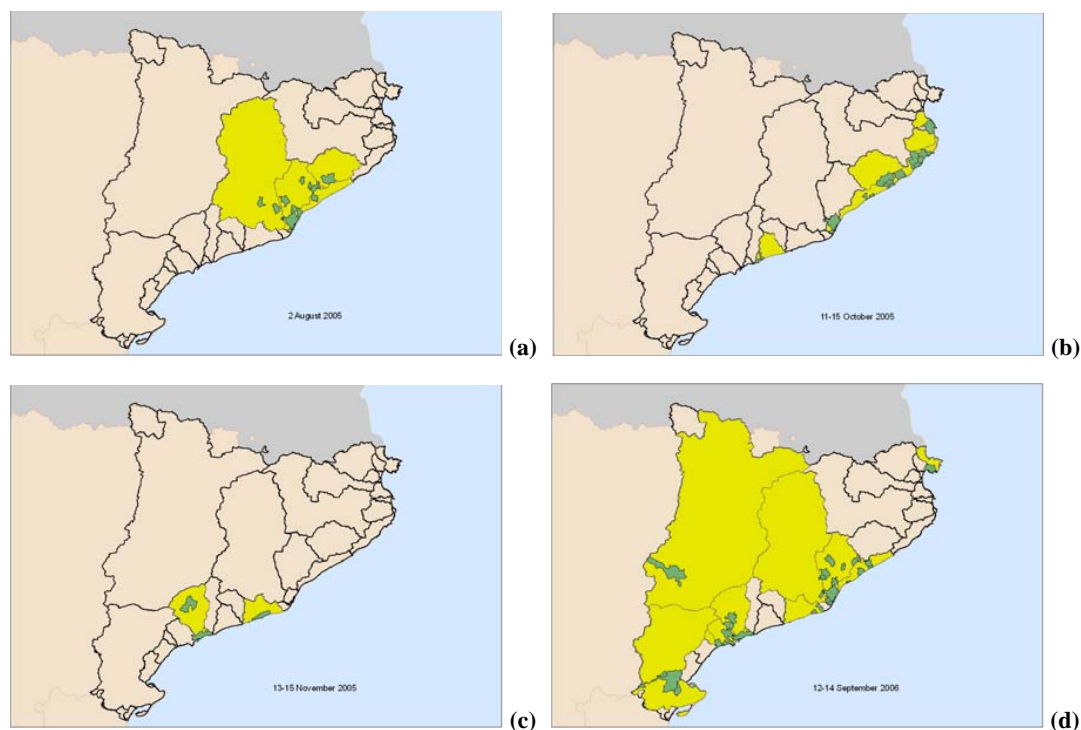 2 August 2005
(a)
11-15 October 2005
(b)
13-15 November 2005
(c)
12-14 September 2006
(d)